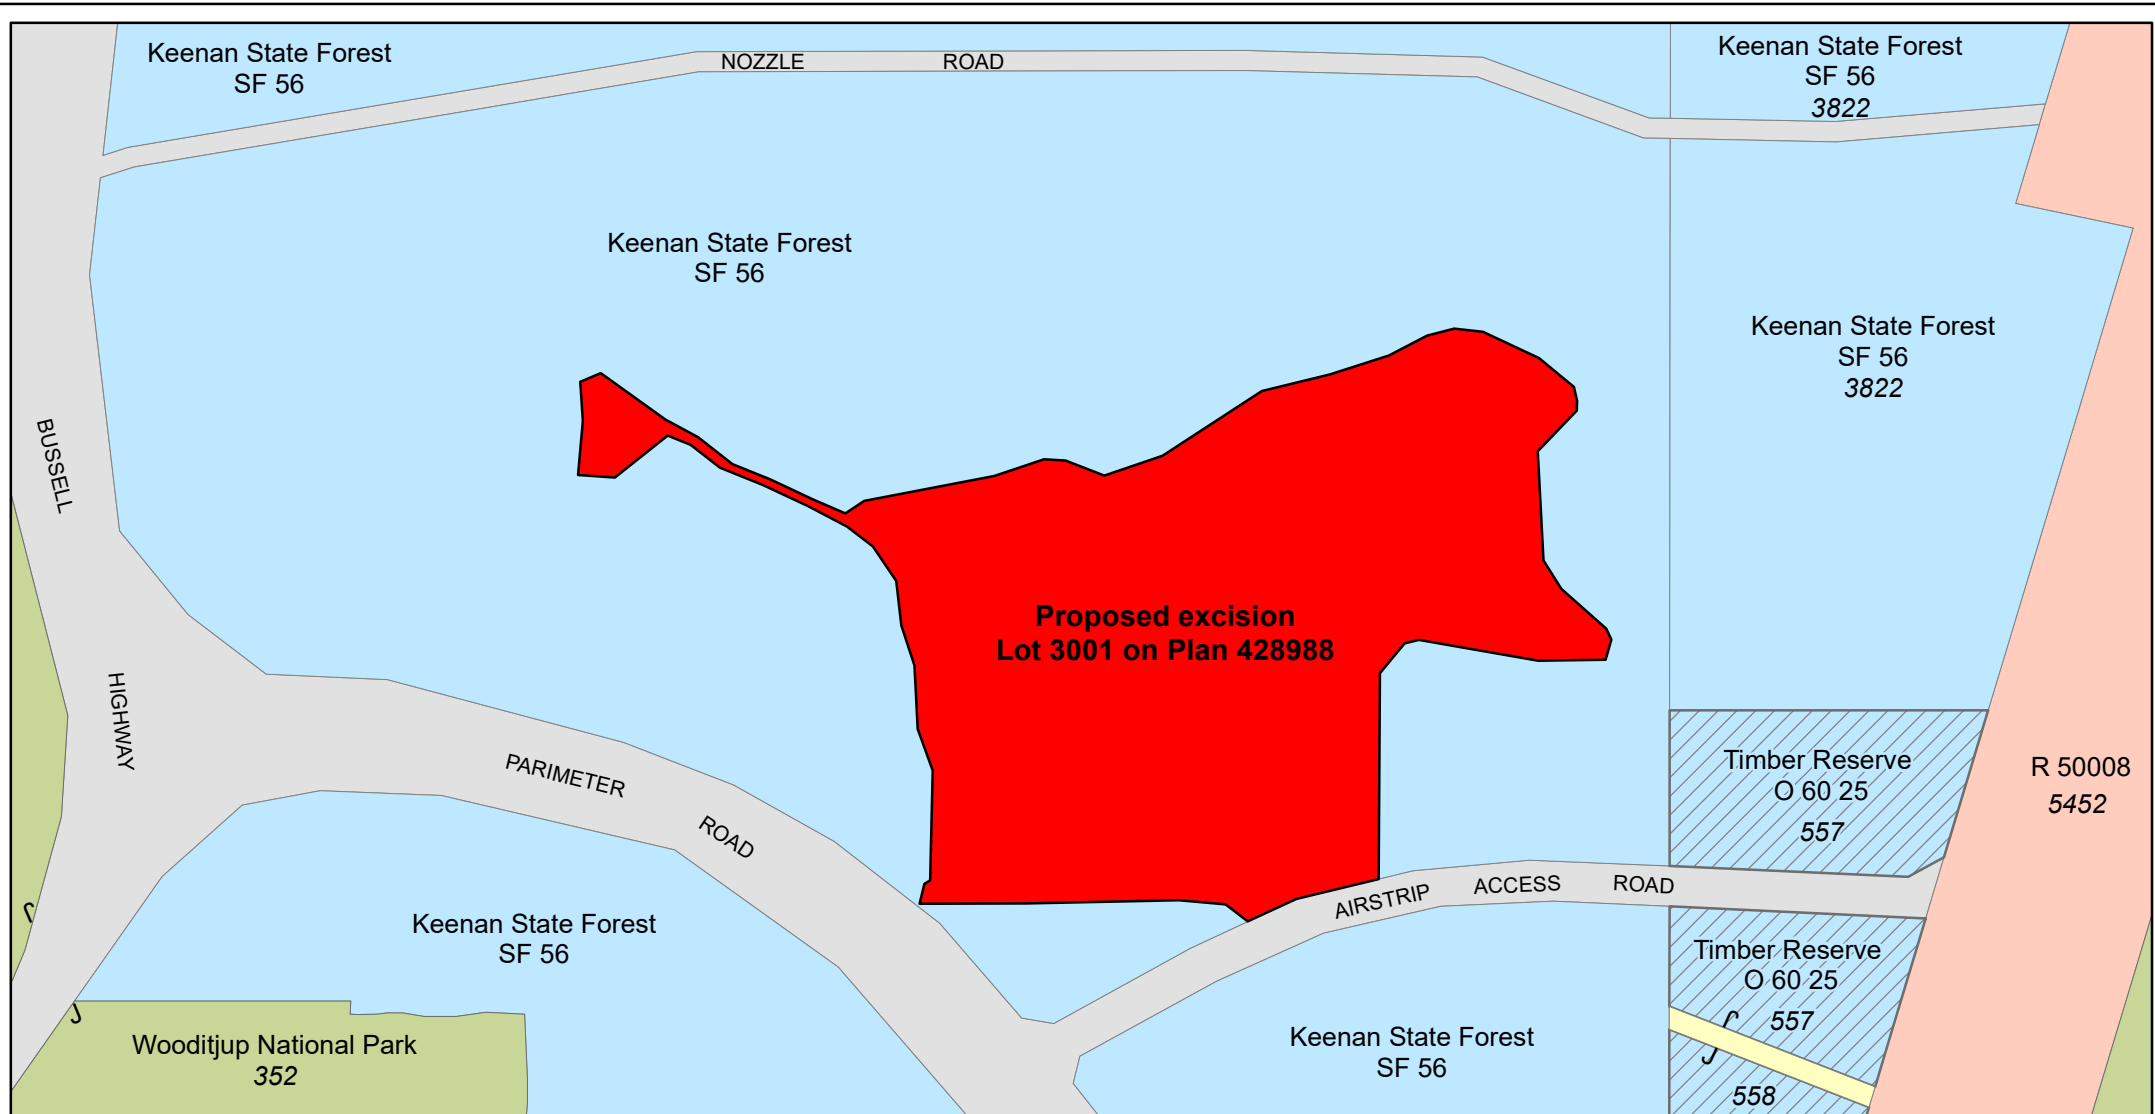 Keenan State Forest
SF 56
NOZZLE ROAD
Keenan State Forest
SF 56
3822
Keenan State Forest
SF 56
Keenan State Forest
SF 56
3822
BUSSELL
HIGHWAY
Proposed excision
Lot 3001 on Plan 428988
PARIMETER
ROAD
Timber Reserve
O 60 25
557
R 50008
5452
AIRSTRIP ACCESS ROAD
Keenan State Forest
SF 56
Timber Reserve
O 60 25
557
Wooditjup National Park
352
Keenan State Forest
SF 56
558